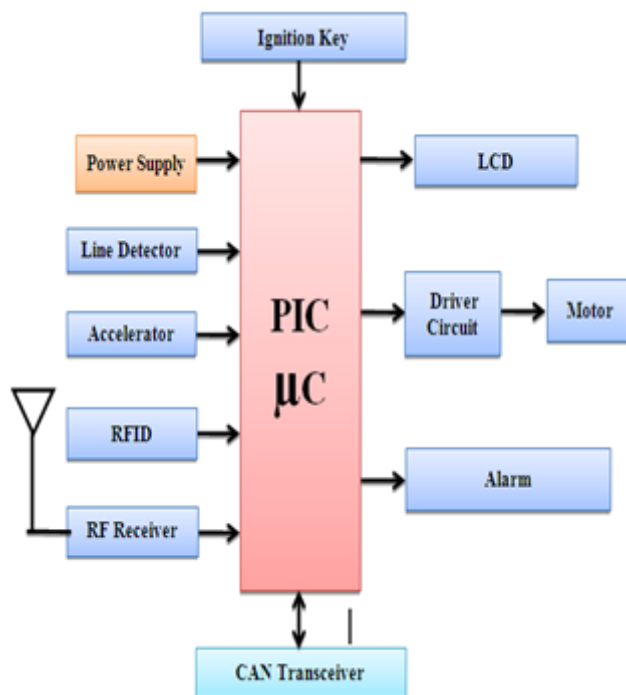 Ignition Key
Power Supply
LCD
Line Detector
Accelerator
PIC
μC
Driver
Circuit
Motor
RFID
RF Receiver
Alarm
CAN Transceiver